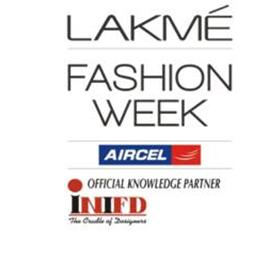 LAKMÉ
FASHION
WEEK
AIRCEL
OFFICIAL KNOWLEDGE PARTNER
INIFD
The Cradle of Designers